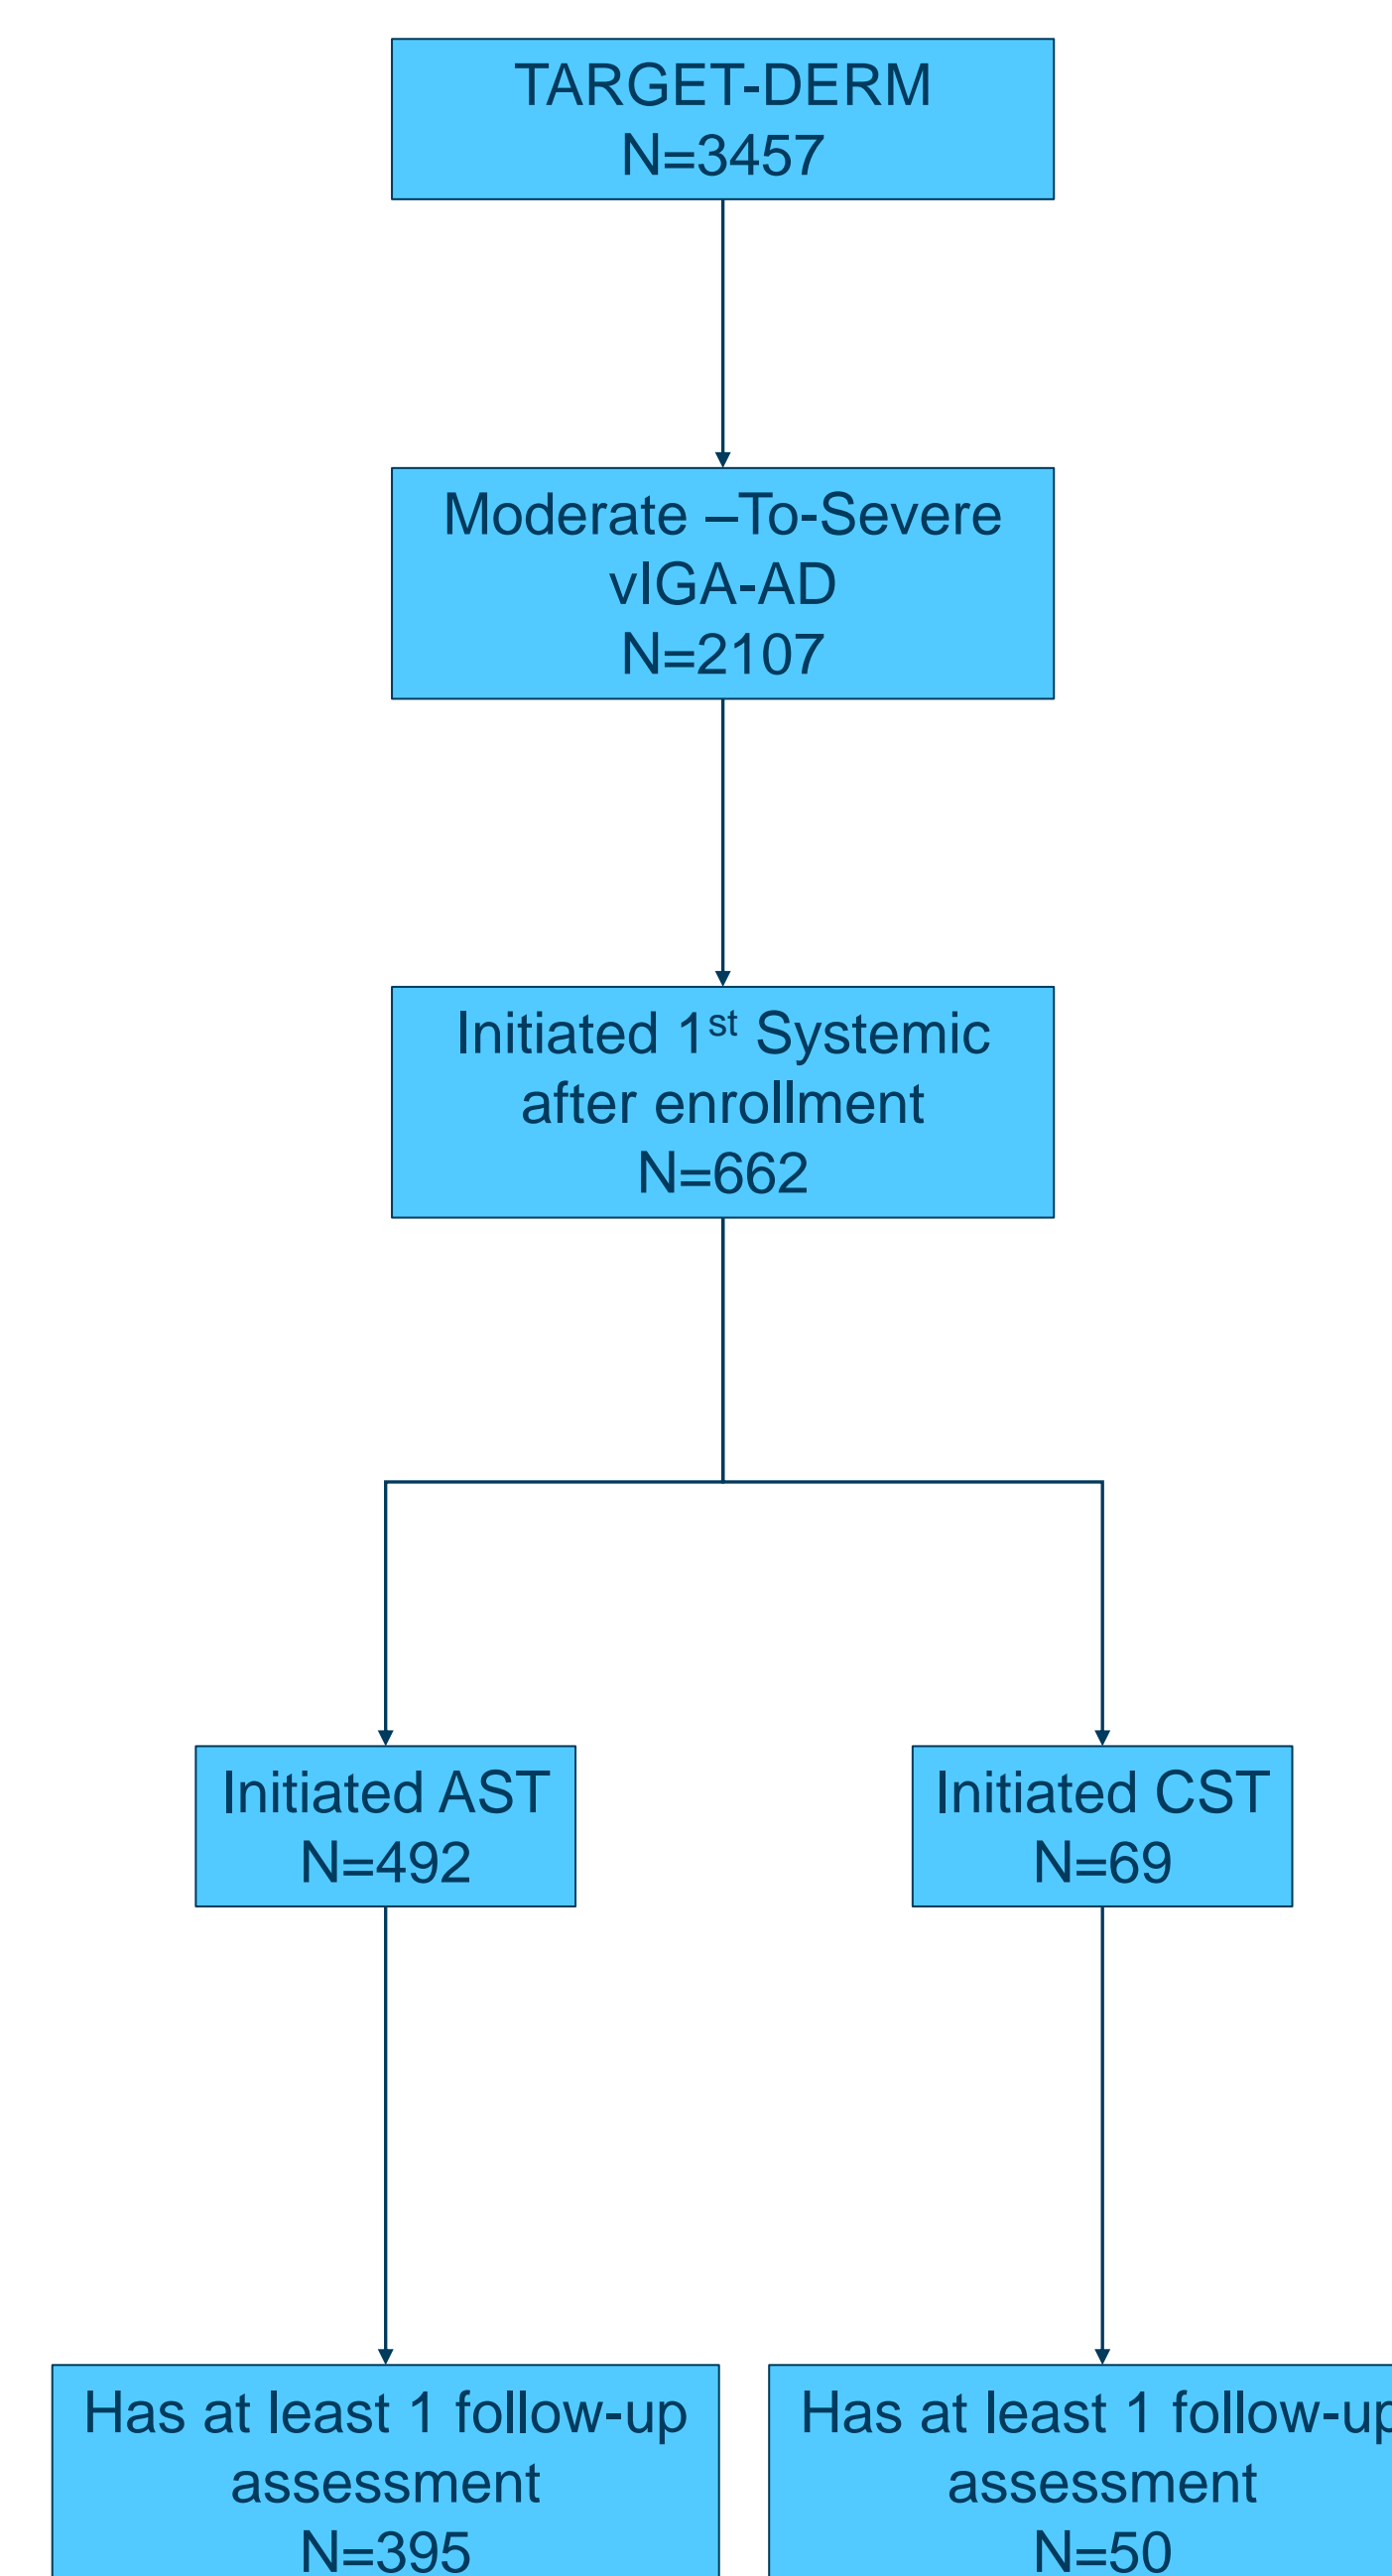 TARGET-DERM
N=3457
Moderate –To-Severe
vIGA-AD
N=2107
Initiated 1st Systemic
after enrollment
N=662
Initiated AST
N=492
Initiated CST
N=69
Has at least 1 follow-up
assessment
N=395
Has at least 1 follow-up
assessment
N=50